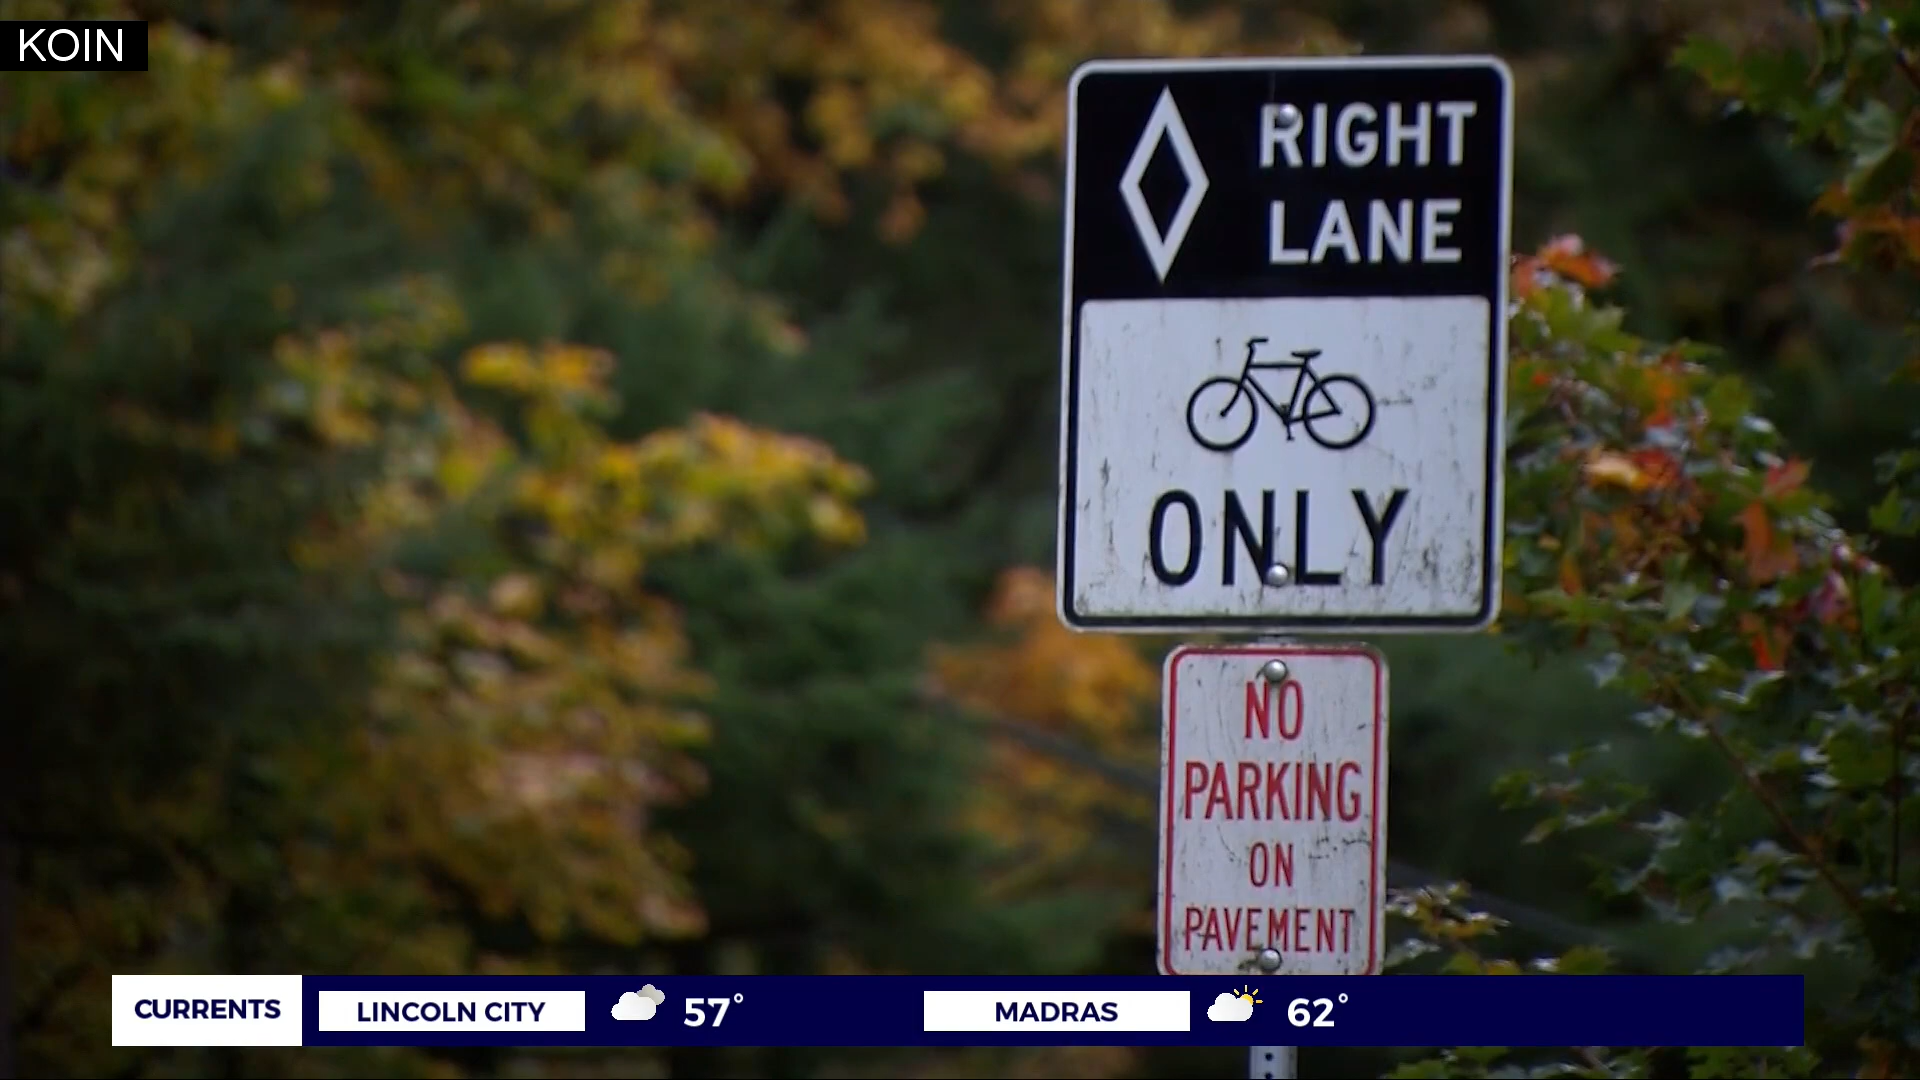 KOIN
RIGHT
LANE
ONLY
NO
PARKING
ON
PAVEMENT
CURRENTS
LINCOLN CITY
57°
MADRAS
62°